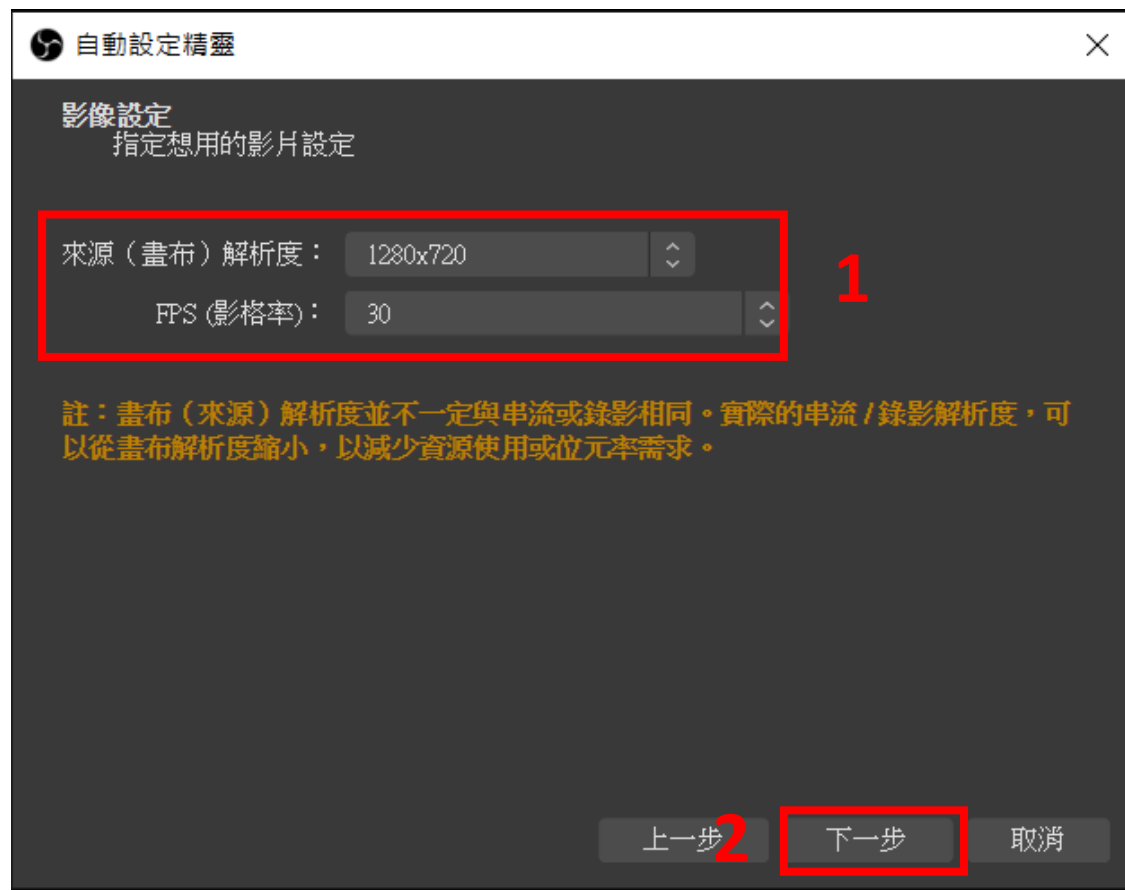 自動設定精靈
影像設定
指定想用的影片設定
來源（畫布）解析度： 1280x720
1
FPS (影格率)： 30
註：畫布（來源）解析度並不一定與串流或錄影相同。實際的串流 / 錄影解析度，可
以從畫布解析度縮小，以減少資源使用或位元率需求。
上一步 2 下一步 取消